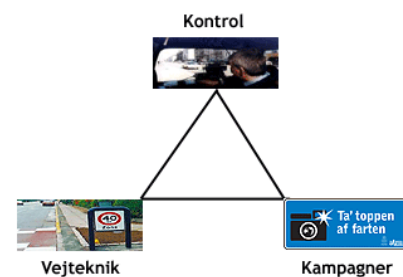 Kontrol
40
ZONE
Ta' toppen
af farten
Vejteknik
Kampagner